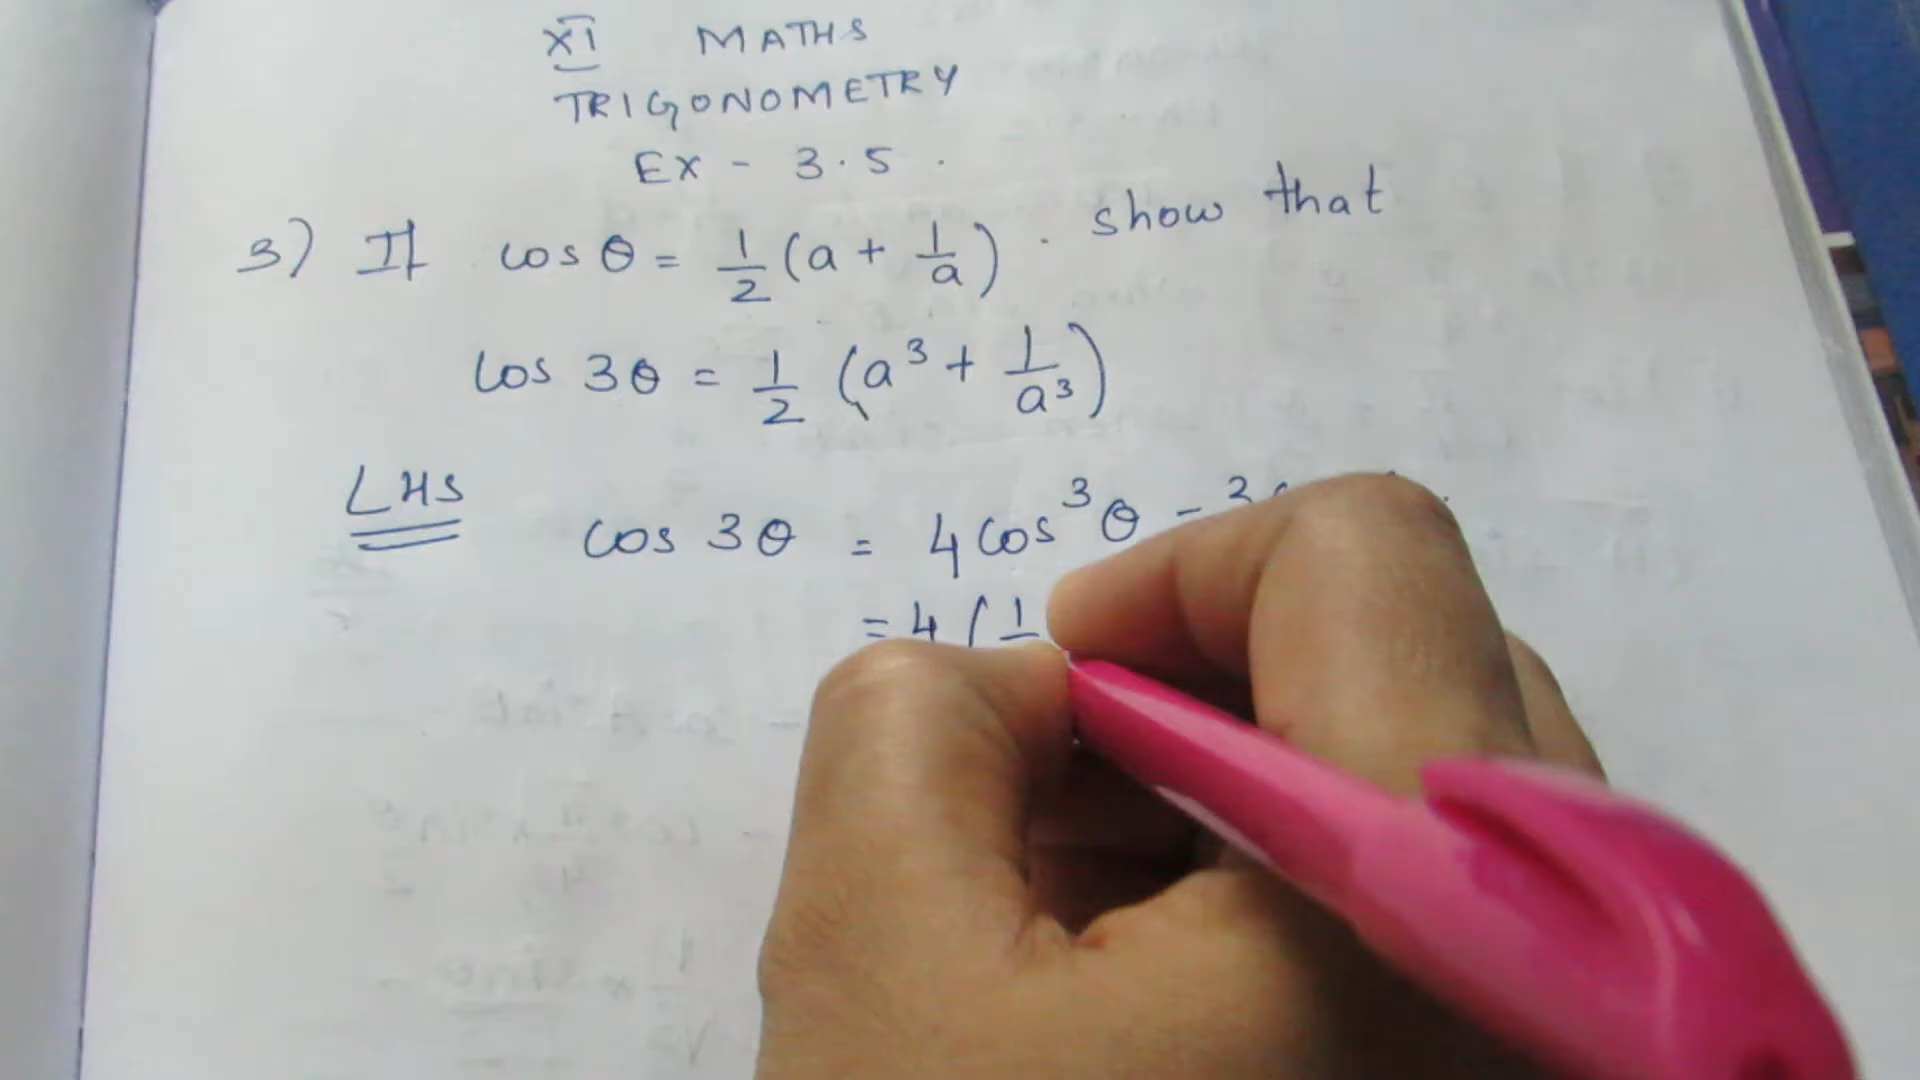 XI MATHS
TRIGONOMETRY
EX - 3.5.
3) If cos θ = 1/2 (a + 1/a). show that
cos 3θ = 1/2 (a³ + 1/a³)
LHS cos 3θ = 4 cos³ θ - 3
= 4 ( 1